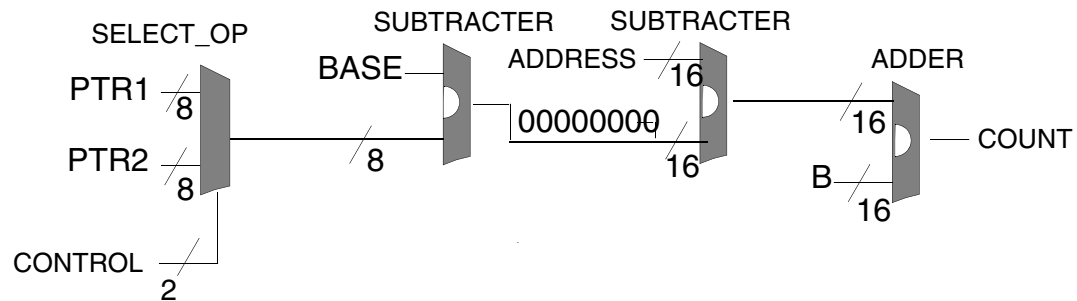 SUBTRACTER
SUBTRACTER
SELECT_OP
BASE
ADDRESS
16
ADDER
PTR1
8
00000000
16
COUNT
PTR2
8
8
16
B
16
CONTROL
2